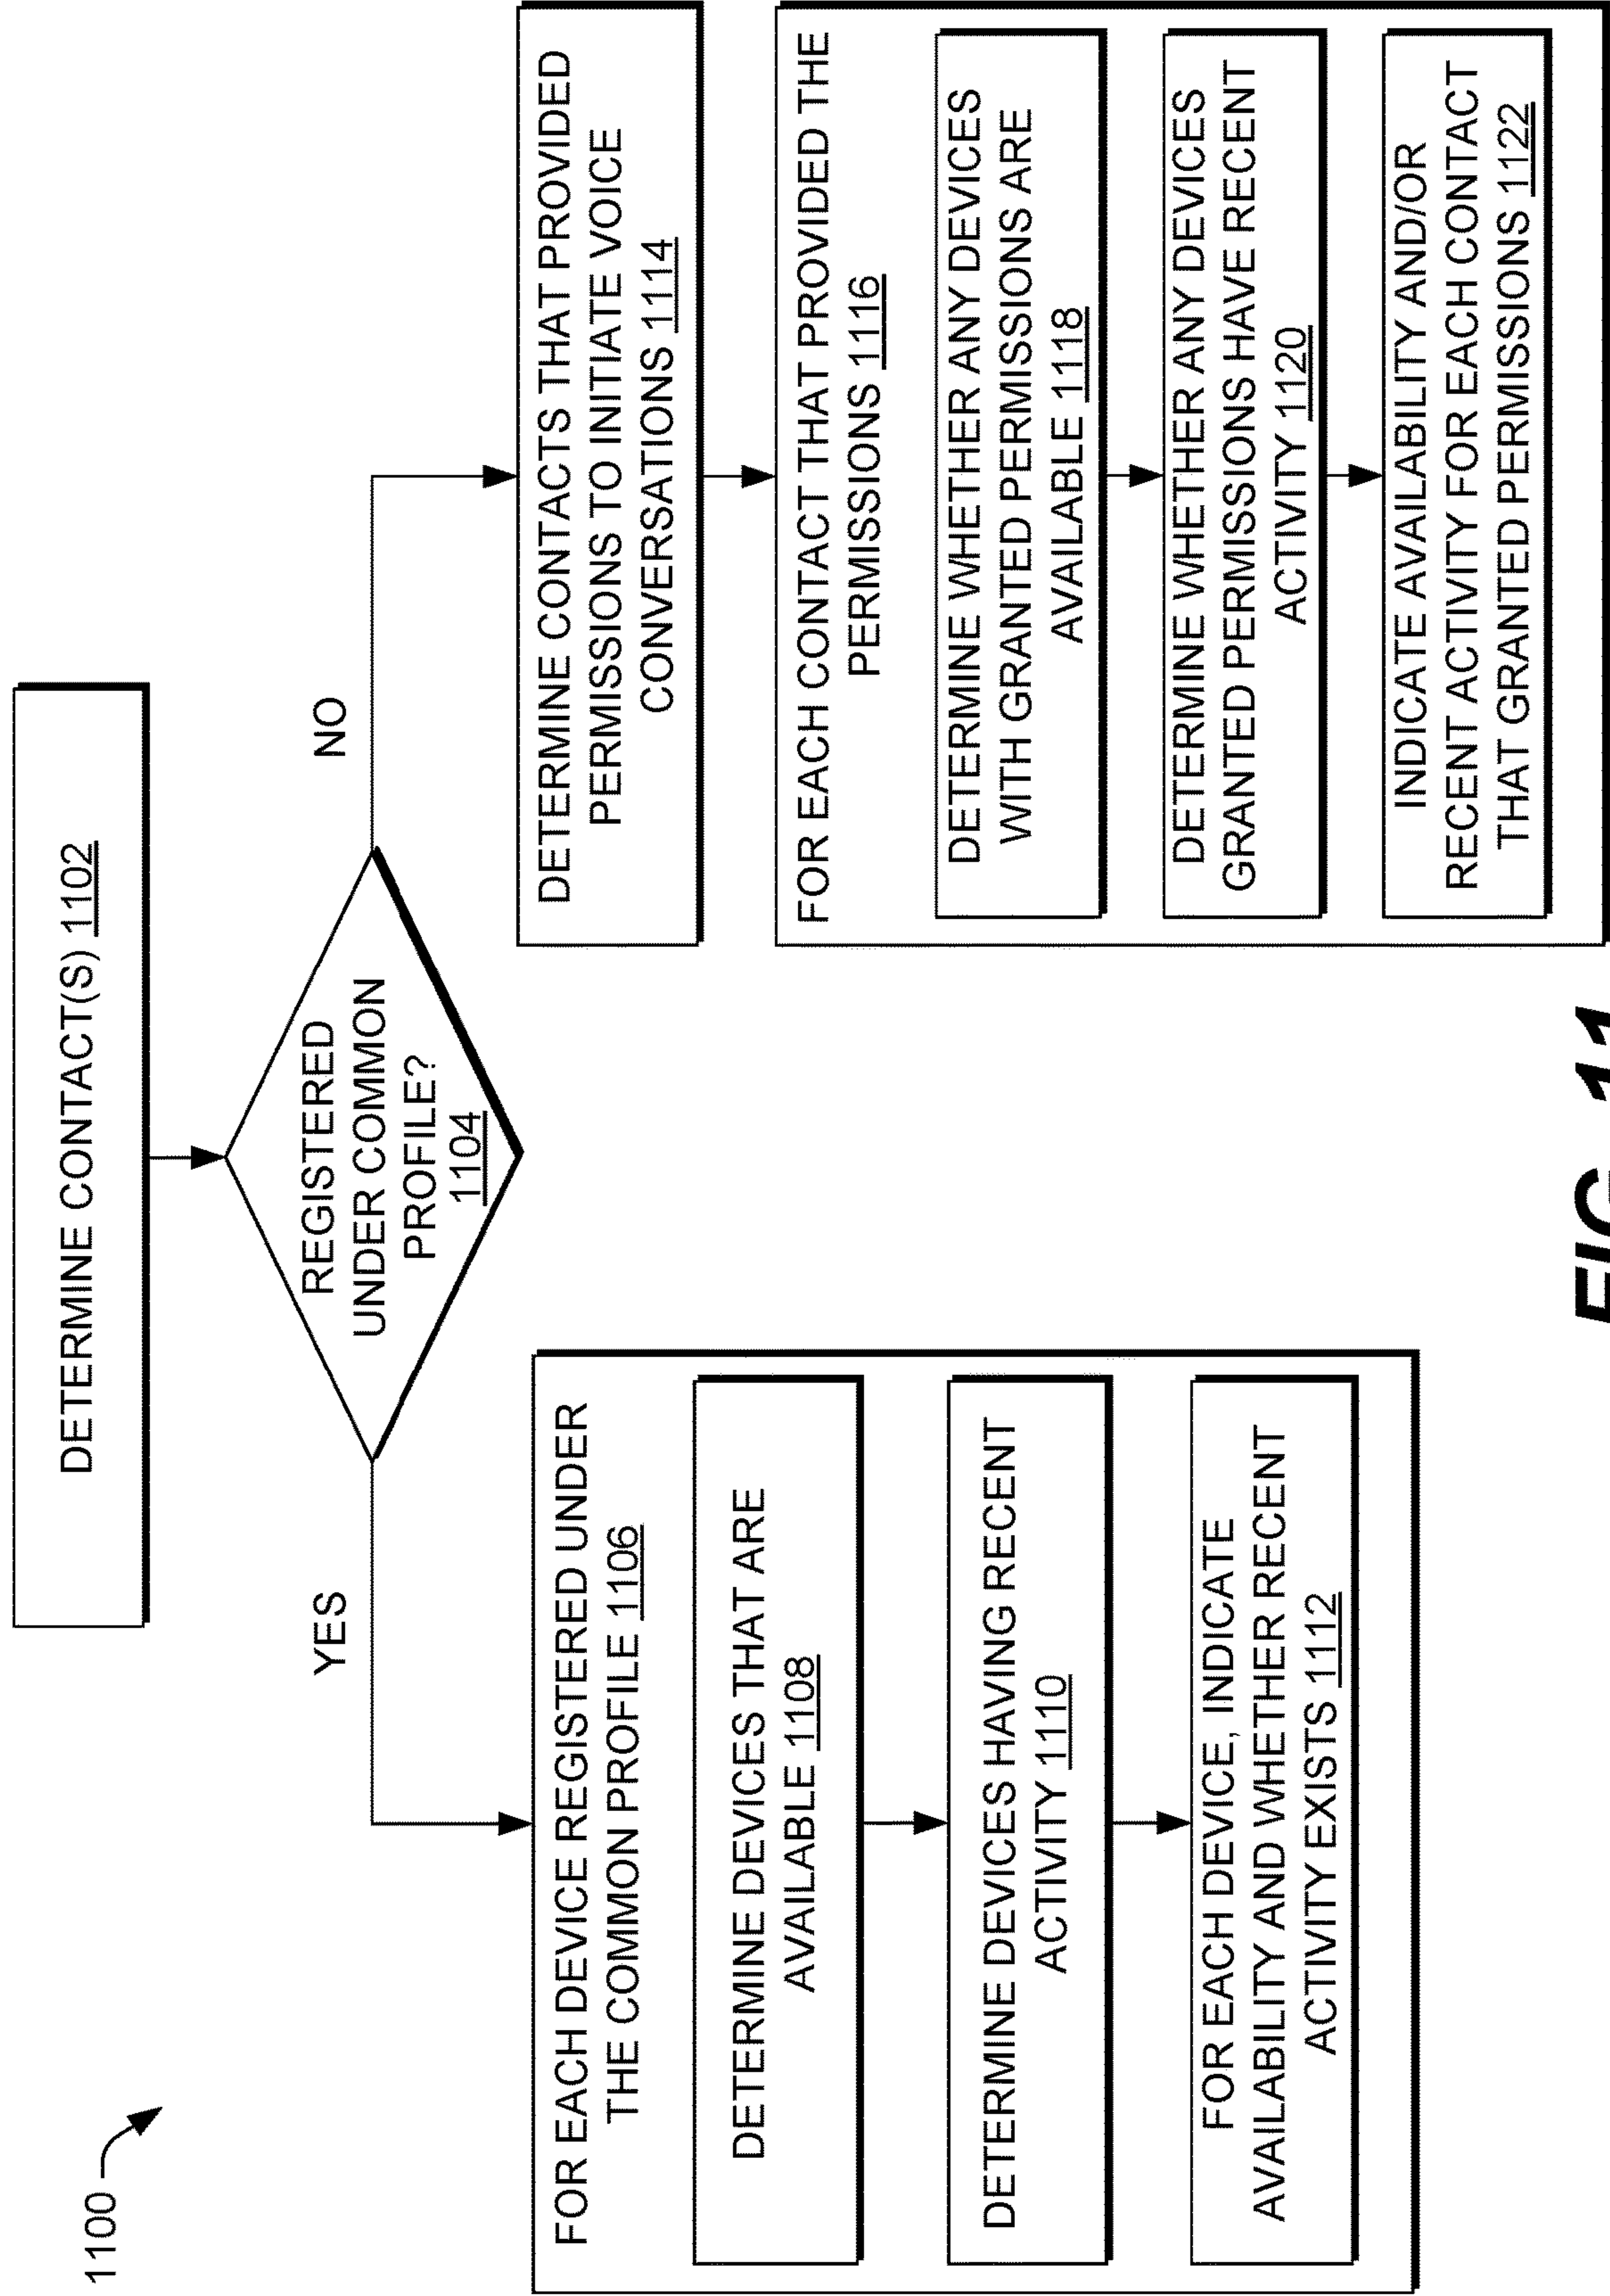 1100
DETERMINE CONTACT(S) 1102
REGISTERED
UNDER COMMON
PROFILE?
1104
YES
NO
FOR EACH DEVICE REGISTERED UNDER
THE COMMON PROFILE 1106
DETERMINE DEVICES THAT ARE
AVAILABLE 1108
DETERMINE DEVICES HAVING RECENT
ACTIVITY 1110
FOR EACH DEVICE, INDICATE
AVAILABILITY AND WHETHER RECENT
ACTIVITY EXISTS 1112
DETERMINE CONTACTS THAT PROVIDED
PERMISSIONS TO INITIATE VOICE
CONVERSATIONS 1114
FOR EACH CONTACT THAT PROVIDED THE
PERMISSIONS 1116
DETERMINE WHETHER ANY DEVICES
WITH GRANTED PERMISSIONS ARE
AVAILABLE 1118
DETERMINE WHETHER ANY DEVICES
GRANTED PERMISSIONS HAVE RECENT
ACTIVITY 1120
INDICATE AVAILABILITY AND/OR
RECENT ACTIVITY FOR EACH CONTACT
THAT GRANTED PERMISSIONS 1122
FIG. 11